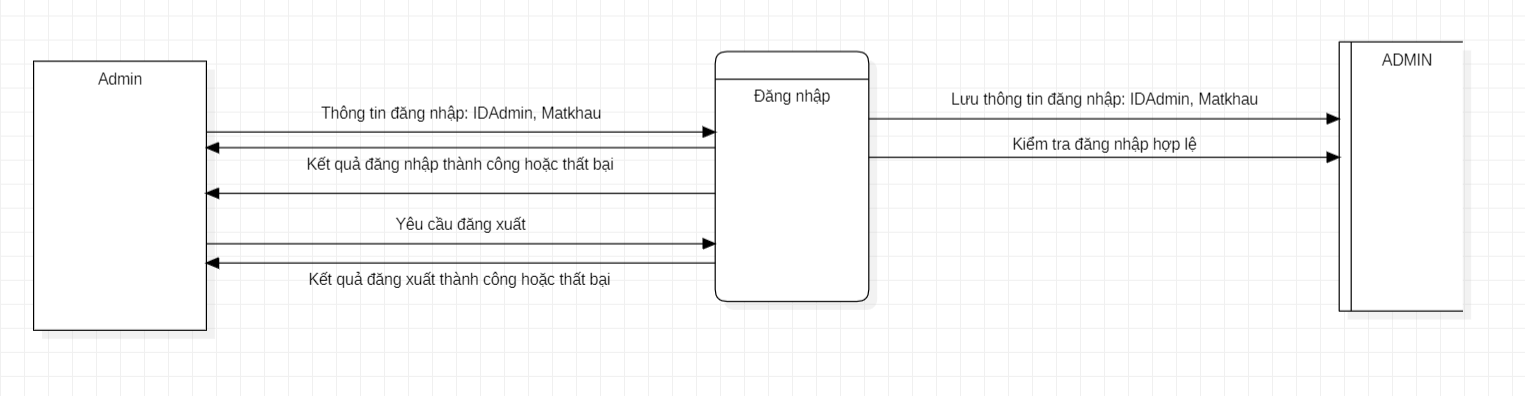 Admin
Thông tin đăng nhập: IDAdmin, Matkhau
Kết quả đăng nhập thành công hoặc thất bại
Yêu cầu đăng xuất
Kết quả đăng xuất thành công hoặc thất bại
Đăng nhập
Lưu thông tin đăng nhập: IDAdmin, Matkhau
Kiểm tra đăng nhập hợp lệ
ADMIN